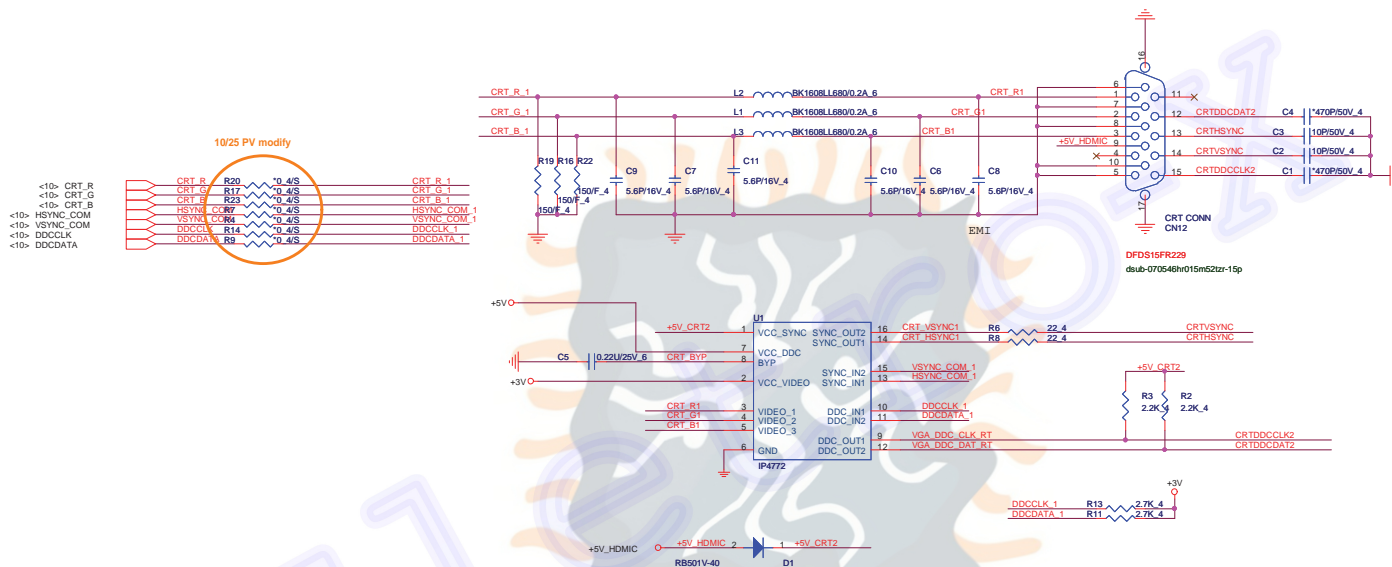 16
6
L2 BK1608LL680/0.2A_6
CRT_R_1 CRT_R1 1 11
7
L1 BK1608LL680/0.2A_6
CRT_G_1 CRT_G1 2 12 CRTDDCDAT2 C4 *470P/50V_4
8
L3 BK1608LL680/0.2A_6
CRT_B_1 CRT_B1 3 13 CRTHSYNC C3 10P/50V_4
+5V_HDMIC 9
4 14 CRTVSYNC C2 10P/50V_4
10
5 15 CRTDDCCLK2 C1 *470P/50V_4
17
10/25 PV modify
R19 R16 R22
C9 C7 C11 C10 C6 C8
150/F_4
150/F_4
150/F_4
5.6P/16V_4 5.6P/16V_4 5.6P/16V_4 5.6P/16V_4 5.6P/16V_4 5.6P/16V_4
EMI
CRT CONN
CN12
DFDS15FR229
dsub-070546hr015m52tzr-15p
<10> CRT_R CRT_R R20 *0_4/S CRT_R_1
<10> CRT_G CRT_G R17 *0_4/S CRT_G_1
<10> CRT_B CRT_B R23 *0_4/S CRT_B_1
<10> HSYNC_COM HSYNC_COM R7 *0_4/S HSYNC_COM_1
<10> VSYNC_COM VSYNC_COM R4 *0_4/S VSYNC_COM_1
<10> DDCCLK DDCCLK R14 *0_4/S DDCCLK_1
<10> DDCDATA DDCDATA R9 *0_4/S DDCDATA_1
+5V
U1
+5V_CRT2 1 VCC_SYNC SYNC_OUT2 16 CRT_VSYNC1 R6 22_4 CRTVSYNC
SYNC_OUT1 14 CRT_HSYNC1 R8 22_4 CRTHSYNC
7 VCC_DDC
C5 0.22U/25V_6 CRT_BYP 8 BYP
SYNC_IN2 15 VSYNC_COM_1
+3V 2 VCC_VIDEO SYNC_IN1 13 HSYNC_COM_1
CRT_R1 3 VIDEO_1 DDC_IN1 10 DDCCLK_1
CRT_G1 4 VIDEO_2 DDC_IN2 11 DDCDATA_1
CRT_B1 5 VIDEO_3
DDC_OUT1 9 VGA_DDC_CLK_RT CRTDDCCLK2
6 GND DDC_OUT2 12 VGA_DDC_DAT_RT CRTDDCDAT2
IP4772
+5V_CRT2
R3 R2
2.2K_4 2.2K_4
+3V
DDCCLK_1 R13 2.7K_4
DDCDATA_1 R11 2.7K_4
+5V_HDMIC +5V_HDMIC 2 1 +5V_CRT2
RB501V-40 D1